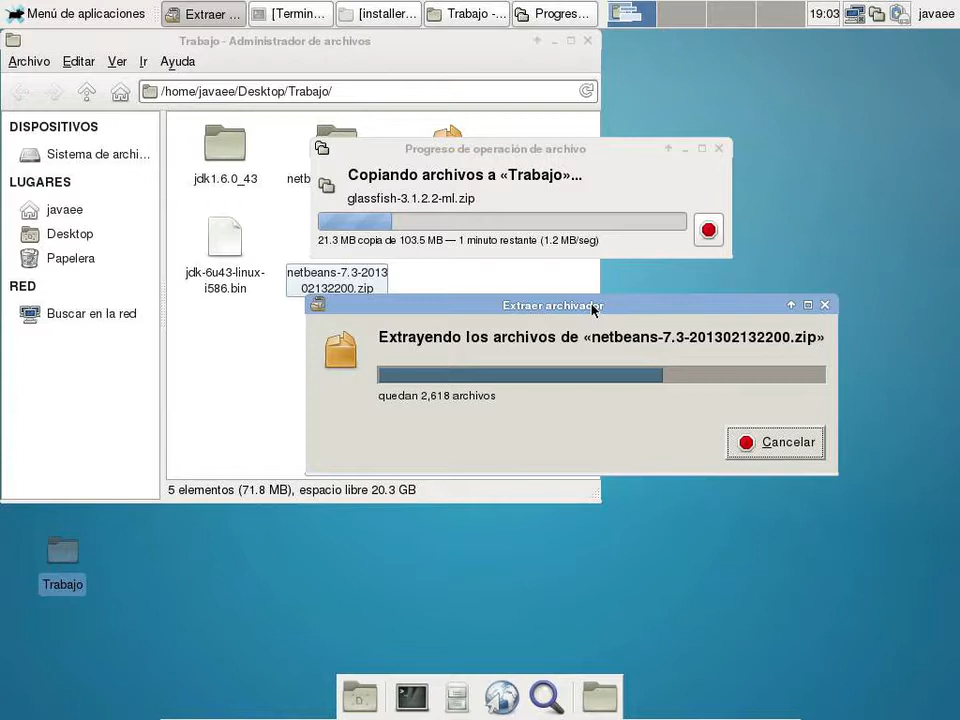 Menú de aplicaciones
Extraer ...
[Termin...
[installer...
Trabajo -...
Progres...
19:03
javaee
Trabajo - Administrador de archivos
Archivo Editar Ver Ir Ayuda
/home/javaee/Desktop/Trabajo/
DISPOSITIVOS
Sistema de archi...
LUGARES
javaee
Desktop
Papelera
RED
Buscar en la red
jdk1.6.0_43
netb
jdk-6u43-linux-
i586.bin
netbeans-7.3-2013
02132200.zip
5 elementos (71.8 MB), espacio libre 20.3 GB
Progreso de operación de archivo
Copiando archivos a «Trabajo»...
glassfish-3.1.2.2-ml.zip
21.3 MB copia de 103.5 MB — 1 minuto restante (1.2 MB/seg)
Extraer archivador
Extrayendo los archivos de «netbeans-7.3-201302132200.zip»
quedan 2,618 archivos
Cancelar
Trabajo